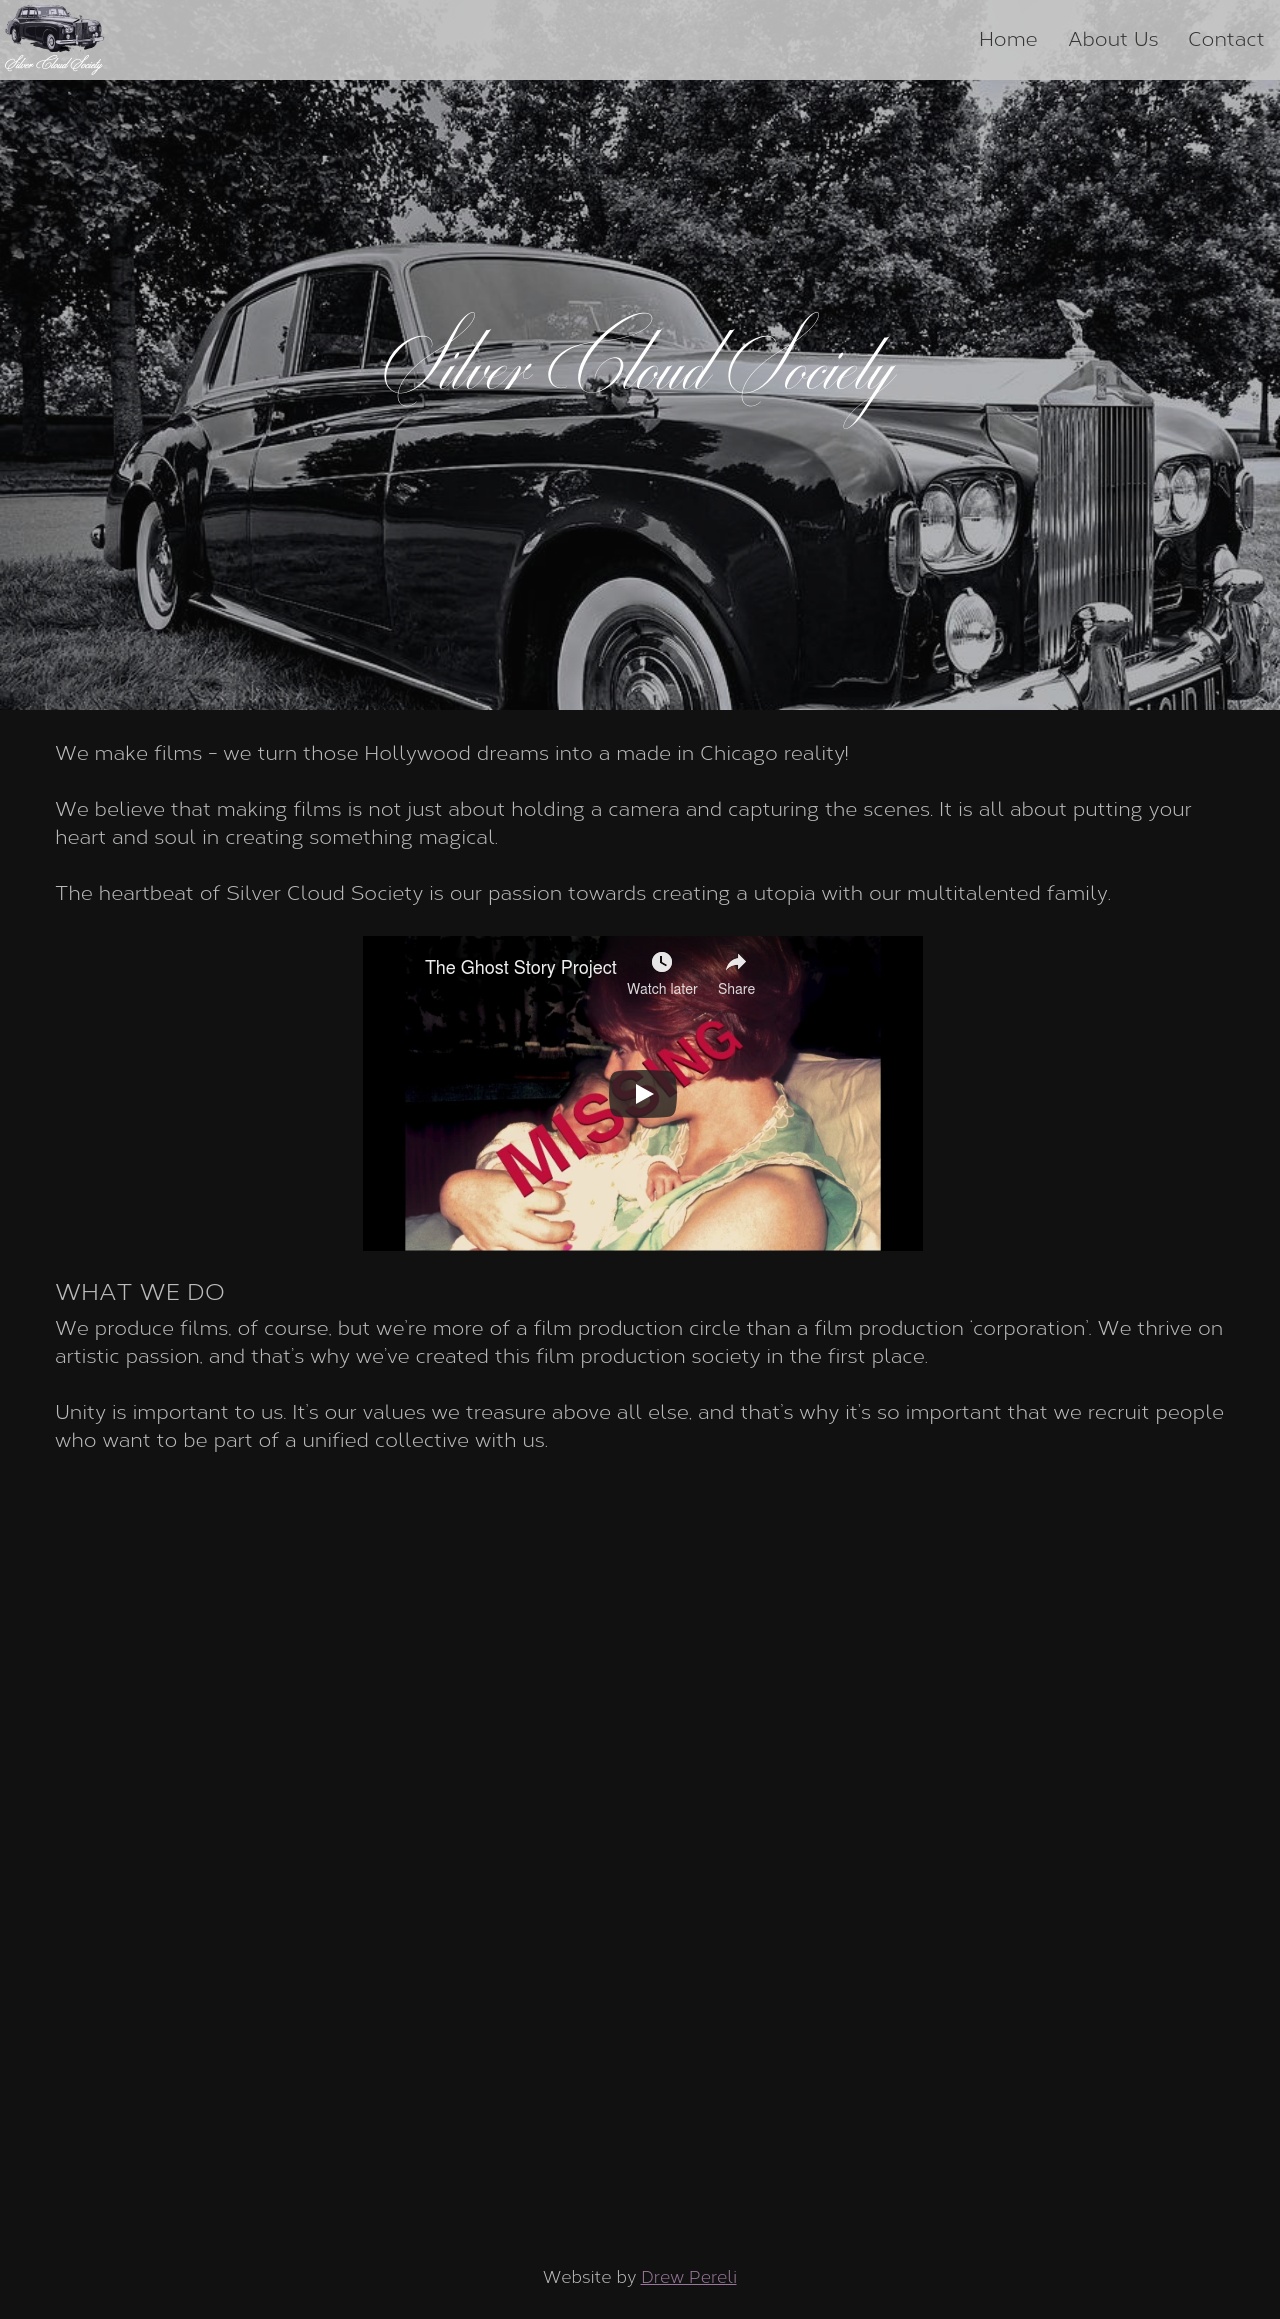 Silver Cloud Society
Home About Us Contact
Silver Cloud Society
LOUD III
We make films - we turn those Hollywood dreams into a made in Chicago reality!
We believe that making films is not just about holding a camera and capturing the scenes. It is all about putting your
heart and soul in creating something magical.
The heartbeat of Silver Cloud Society is our passion towards creating a utopia with our multitalented family.
The Ghost Story Project
Watch later Share
MISSING
WHAT WE DO
We produce films, of course, but we're more of a film production circle than a film production 'corporation'. We thrive on
artistic passion, and that's why we've created this film production society in the first place.
Unity is important to us. It's our values we treasure above all else, and that's why it's so important that we recruit people
who want to be part of a unified collective with us.
Website by Drew Pereli